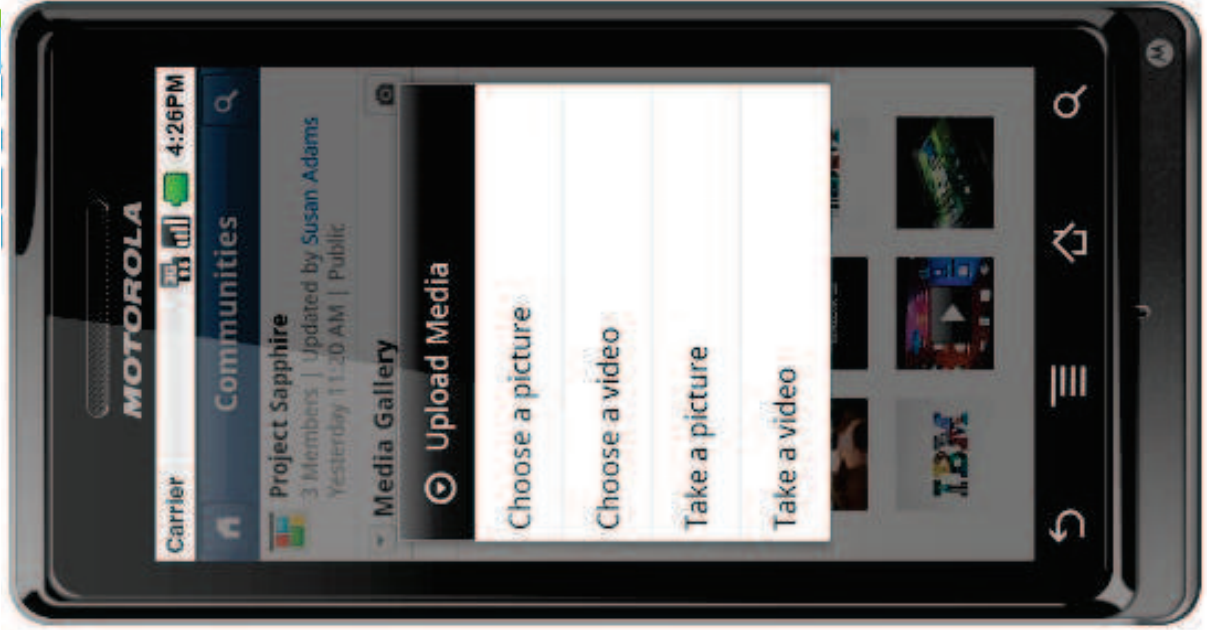 MOTOROLA
Carrier 3G 4:26PM
Communities
Project Sapphire
3 Members | Updated by Susan Adams
Yesterday 11:20 AM | Public
Media Gallery
Upload Media
Choose a picture
Choose a video
Take a picture
Take a video
IBM